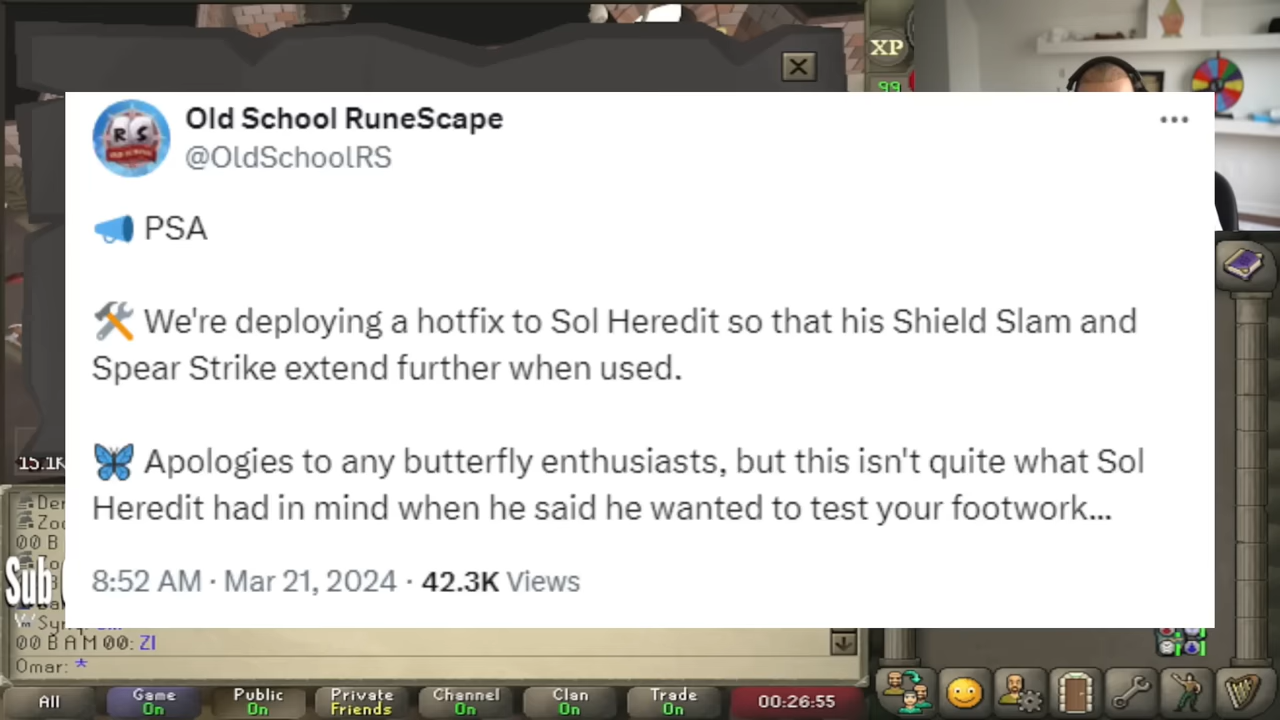 XP
99
Old School RuneScape
@OldSchoolRS
PSA
We're deploying a hotfix to Sol Heredit so that his Shield Slam and
Spear Strike extend further when used.
Apologies to any butterfly enthusiasts, but this isn't quite what Sol
Heredit had in mind when he said he wanted to test your footwork...
8:52 AM · Mar 21, 2024 · 42.3K Views
15.1K
Sub
00 B A M 00: ZI
Omar: *
All
Game
On
Public
On
Private
Friends
Channel
On
Clan
On
Trade
On
00:26:55